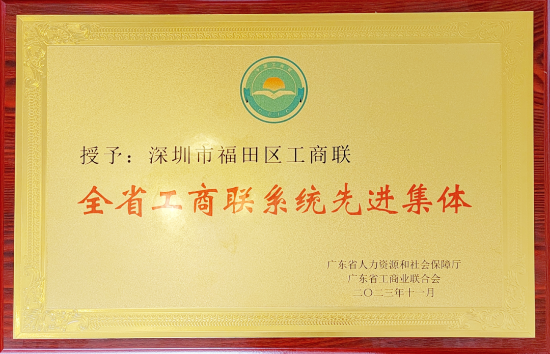 授予：深圳市福田区工商联
全省工商联系统先进集体
广东省人力资源和社会保障厅
广东省工商业联合会
二〇二三年十一月